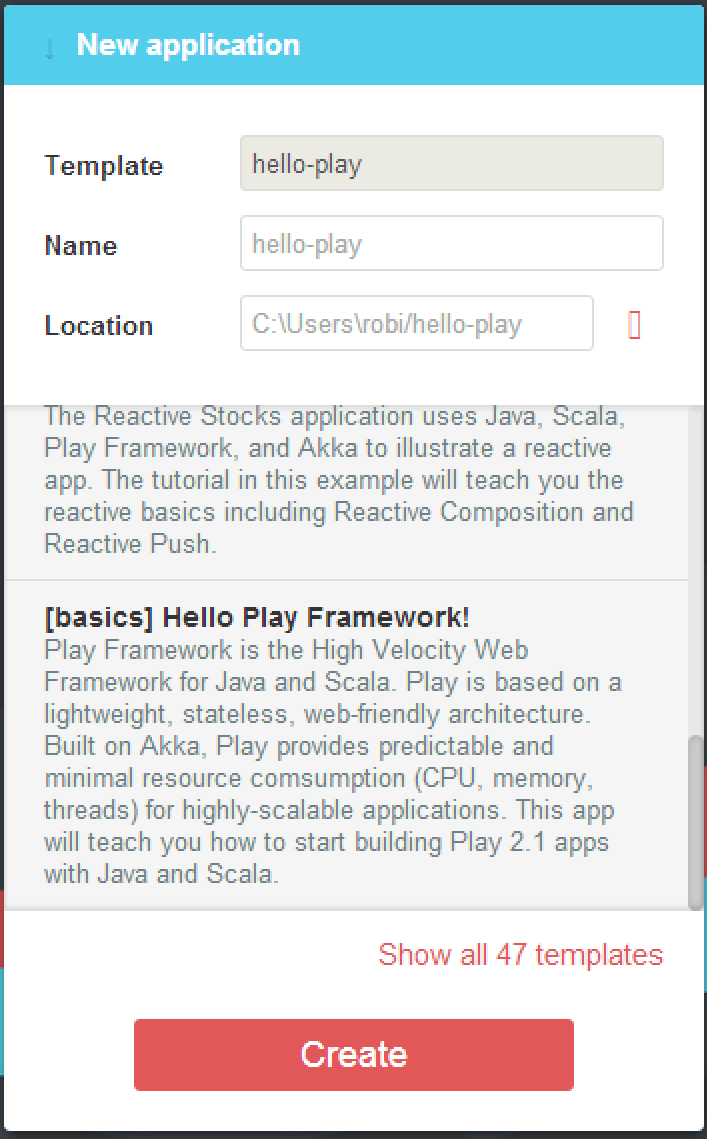 New application
Template
hello-play
Name
hello-play
Location
C:\Users\robi/hello-play
The Reactive Stocks application uses Java, Scala,
Play Framework, and Akka to illustrate a reactive
app. The tutorial in this example will teach you the
reactive basics including Reactive Composition and
Reactive Push.
[basics] Hello Play Framework!
Play Framework is the High Velocity Web
Framework for Java and Scala. Play is based on a
lightweight, stateless, web-friendly architecture.
Built on Akka, Play provides predictable and
minimal resource comsumption (CPU, memory,
threads) for highly-scalable applications. This app
will teach you how to start building Play 2.1 apps
with Java and Scala.
Show all 47 templates
Create